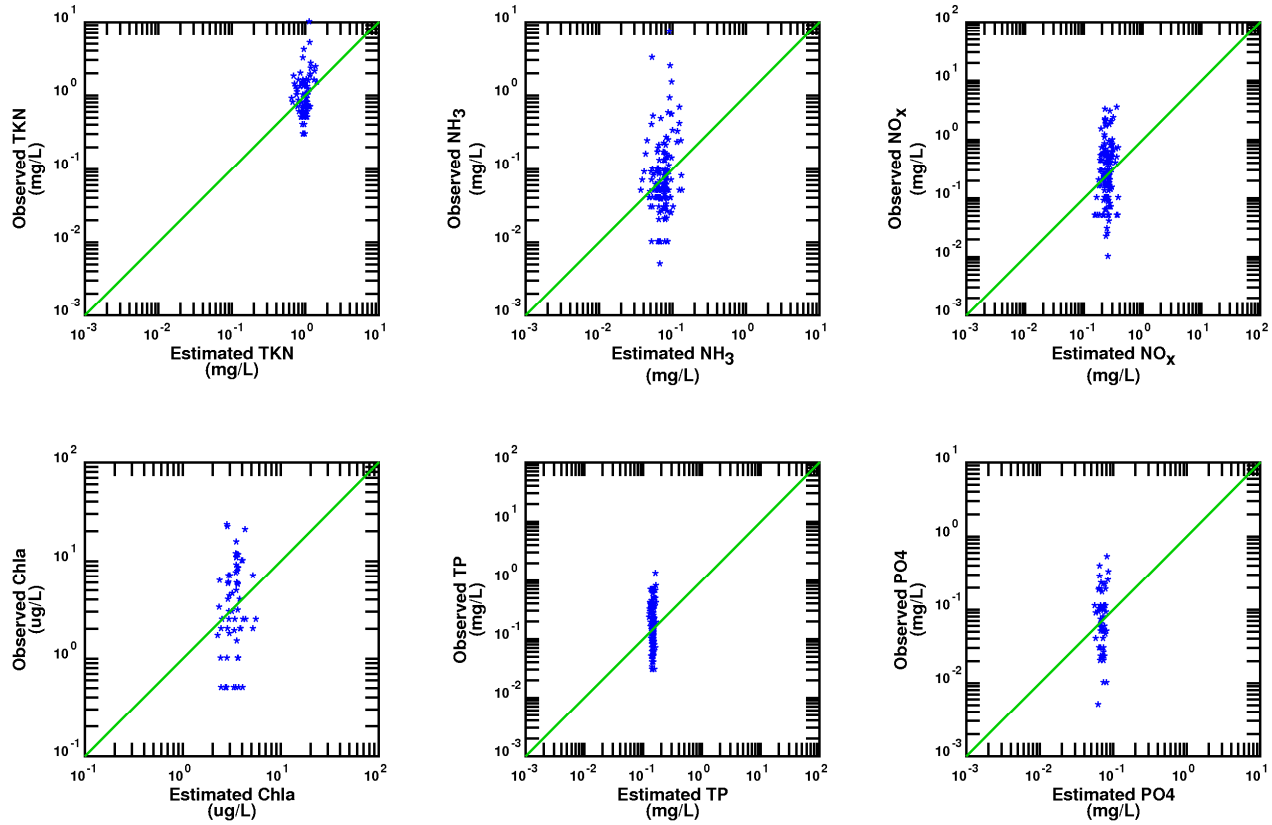 10^1
10^0
10^-1
10^-2
10^-3
Observed TKN
(mg/L)
10^-3 10^-2 10^-1 10^0 10^1
Estimated TKN
(mg/L)
10^1
10^0
10^-1
10^-2
10^-3
Observed NH3
(mg/L)
10^-3 10^-2 10^-1 10^0 10^1
Estimated NH3
(mg/L)
10^2
10^1
10^0
10^-1
10^-2
10^-3
Observed NOx
(mg/L)
10^-3 10^-2 10^-1 10^0 10^1 10^2
Estimated NOx
(mg/L)
10^2
10^1
10^0
10^-1
Observed Chla
(ug/L)
10^-1 10^0 10^1 10^2
Estimated Chla
(ug/L)
10^2
10^1
10^0
10^-1
10^-2
10^-3
Observed TP
(mg/L)
10^-3 10^-2 10^-1 10^0 10^1 10^2
Estimated TP
(mg/L)
10^1
10^0
10^-1
10^-2
10^-3
Observed PO4
(mg/L)
10^-3 10^-2 10^-1 10^0 10^1
Estimated PO4
(mg/L)